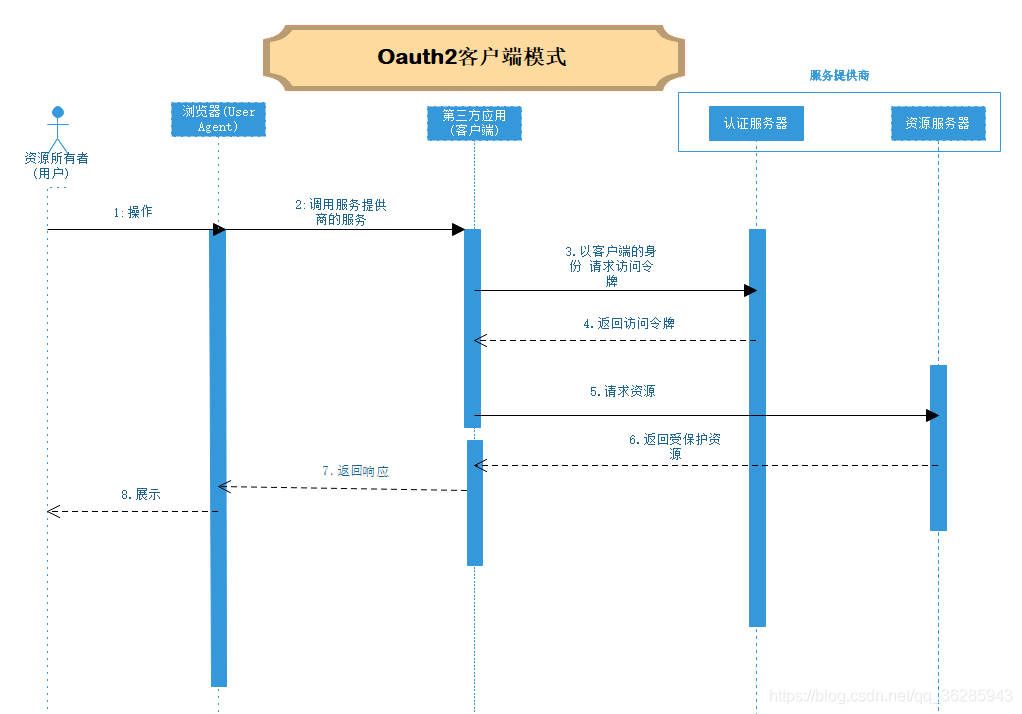 Oauth2客户端模式
服务提供商
浏览器(User
Agent)
第三方应用
(客户端)
认证服务器
资源服务器
资源所有者
(用户)
1:操作
2:调用服务提供
商的服务
3.以客户端的身
份 请求访问令
牌
4.返回访问令牌
5.请求资源
6.返回受保护资
源
7.返回响应
8.展示
https://blog.csdn.net/qq_36285943